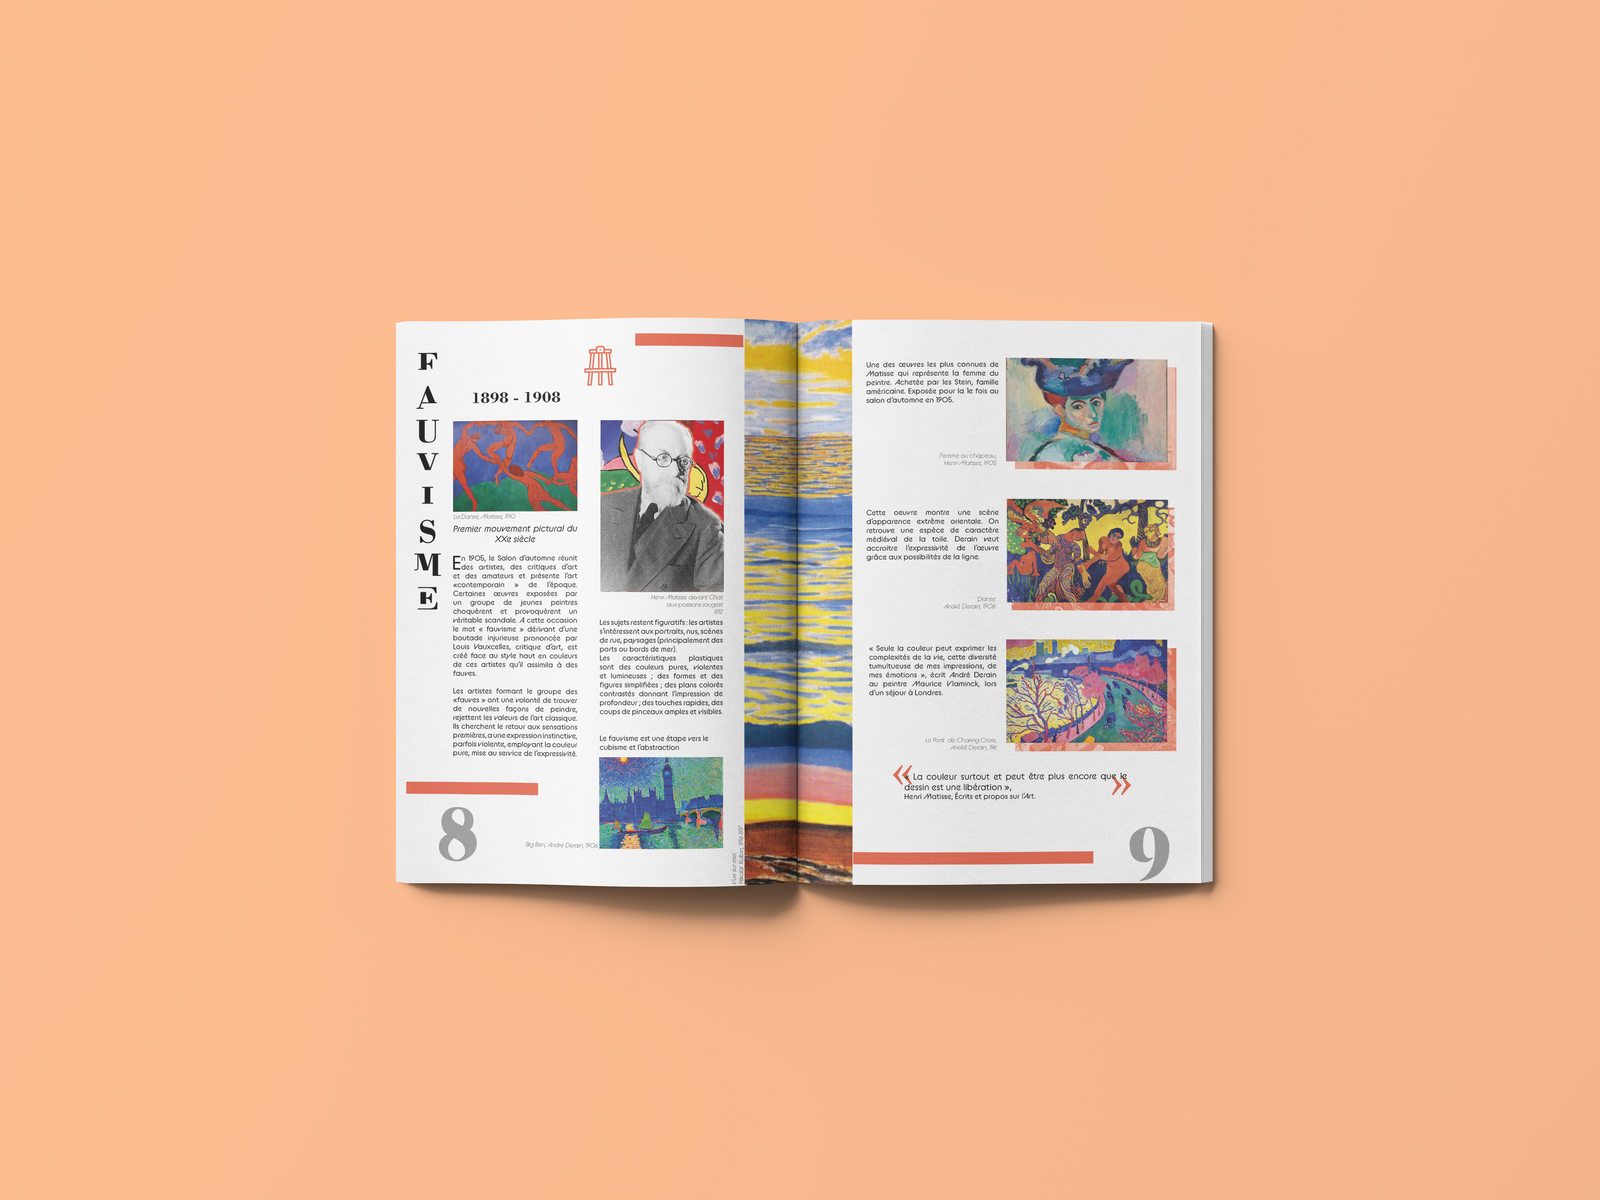 FAUVISME
1898 - 1908
La Danse, Matisse, 1910
Premier mouvement pictural du
XXe siècle
En 1905, le Salon d'automne réunit
des artistes, des critiques d'art
et des amateurs et présente l'art
«contemporain » de l'époque.
Certaines œuvres exposées par
un groupe de jeunes peintres
choquèrent et provoquèrent un
véritable scandale. A cette occasion
le mot « fauvisme » dérivant d'une
boutade injurieuse prononcée par
Louis Vauxcelles, critique d'art, est
créé face au style haut en couleurs
de ces artistes qu'il assimila à des
fauves.
Les artistes formant le groupe des
«fauves » ont une volonté de trouver
de nouvelles façons de peindre,
rejettent les valeurs de l'art classique.
Ils cherchent le retour aux sensations
premières, a une expression instinctive,
parfois violente, employant la couleur
pure, mise au service de l'expressivité.
8
Henri Matisse devant Chat
aux poissons rouges1
1912
Les sujets restent figuratifs : les artistes
s'intéressent aux portraits, nus, scènes
de rue, paysages (principalement des
ports ou bords de mer).
Les caractéristiques plastiques
sont des couleurs pures, violentes
et lumineuses ; des formes et des
figures simplifiées ; des plans colorés
contrastés donnant l'impression de
profondeur ; des touches rapides, des
coups de pinceaux amples et visibles.
Le fauvisme est une étape vers le
cubisme et l'abstraction
Big Ben, André Derain, 1906
Une des œuvres les plus connues de
Matisse qui représente la femme du
peintre. Achetée par les Stein, famille
américaine. Exposée pour la 1e fois au
salon d'automne en 1905.
Femme au chapeau,
Henri Matisse, 1905
Cette oeuvre montre une scène
d'apparence extrême orientale. On
retrouve une espèce de caractère
médiéval de la toile. Derain veut
accroitre l'expressivité de l'œuvre
grâce aux possibilités de la ligne.
Danse
André Derain, 1906
« Seule la couleur peut exprimer les
complexités de la vie, cette diversité
tumultueuse de mes impressions, de
mes émotions », écrit André Derain
au peintre Maurice Vlaminck, lors
d'un séjour à Londres.
Le Pont de Charing Cross,
André Derain,
« La couleur surtout et peut être plus encore que le
dessin est une libération »,
Henri Matisse, Écrits et propos sur l'Art.
9